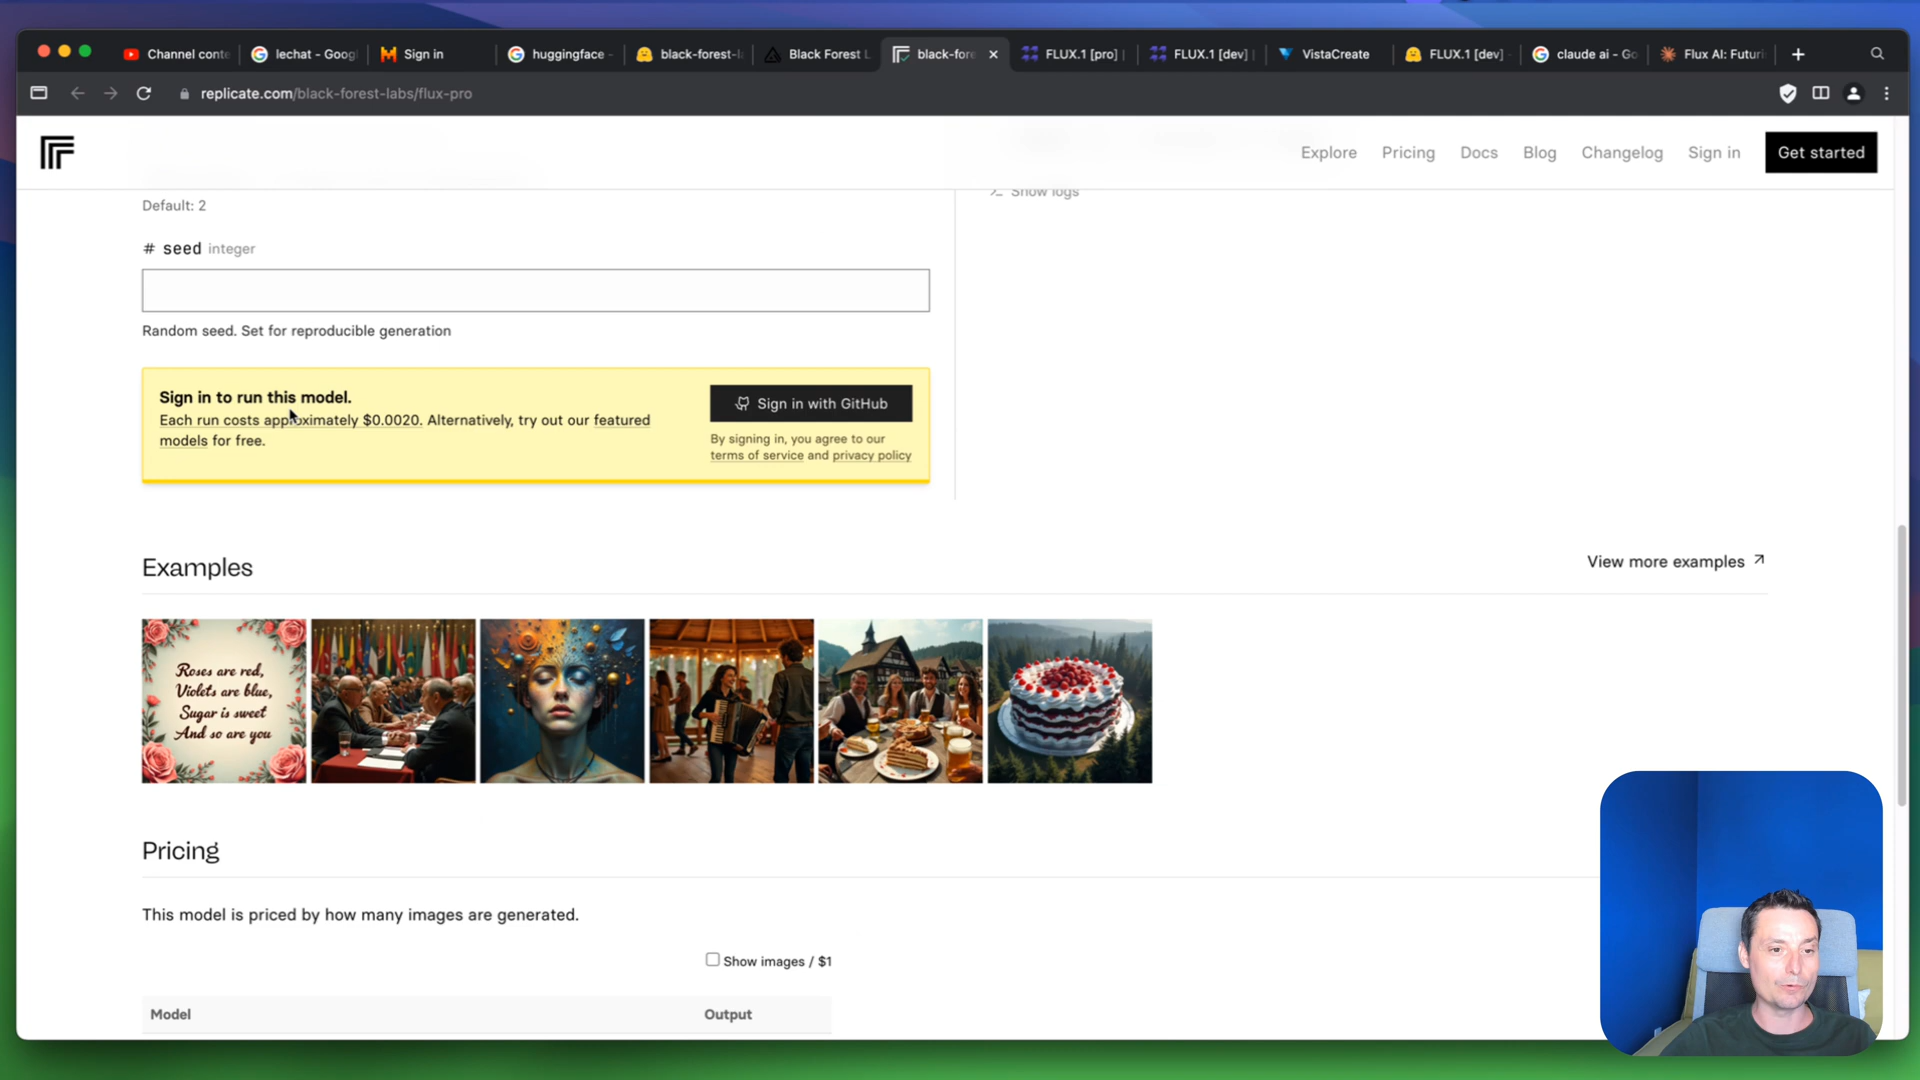 Channel conte
lechat - Goog
Sign in
huggingface -
black-forest-la
Black Forest L
black-fore
FLUX.1 [pro] |
FLUX.1 [dev] |
VistaCreate
FLUX.1 [dev] -
claude ai - Go
Flux AI: Futuri
replicate.com/black-forest-labs/flux-pro
Explore
Pricing
Docs
Blog
Changelog
Sign in
Get started
Default: 2
Show logs
# seed integer
Random seed. Set for reproducible generation
Sign in to run this model.
Each run costs approximately $0.0020. Alternatively, try out our featured
models for free.
Sign in with GitHub
By signing in, you agree to our
terms of service and privacy policy
Examples
View more examples
Roses are red,
Violets are blue,
Sugar is sweet
And so are you
Pricing
This model is priced by how many images are generated.
Show images / $1
Model
Output